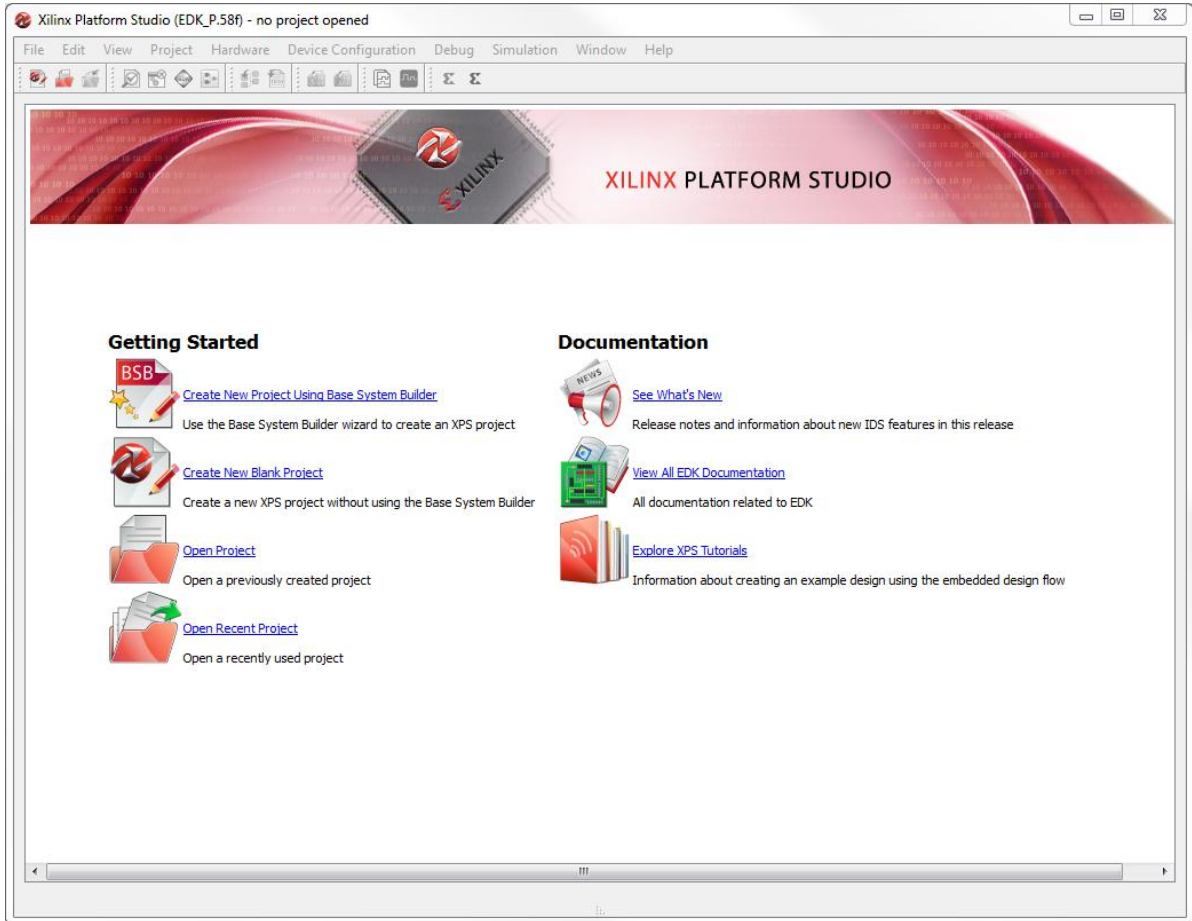 Xilinx Platform Studio (EDK_P.58f) - no project opened
File Edit View Project Hardware Device Configuration Debug Simulation Window Help
XILINX
XILINX PLATFORM STUDIO
Getting Started
BSB
Create New Project Using Base System Builder
Use the Base System Builder wizard to create an XPS project
Create New Blank Project
Create a new XPS project without using the Base System Builder
Open Project
Open a previously created project
Open Recent Project
Open a recently used project
Documentation
NEWS
See What's New
Release notes and information about new IDS features in this release
View All EDK Documentation
All documentation related to EDK
Explore XPS Tutorials
Information about creating an example design using the embedded design flow